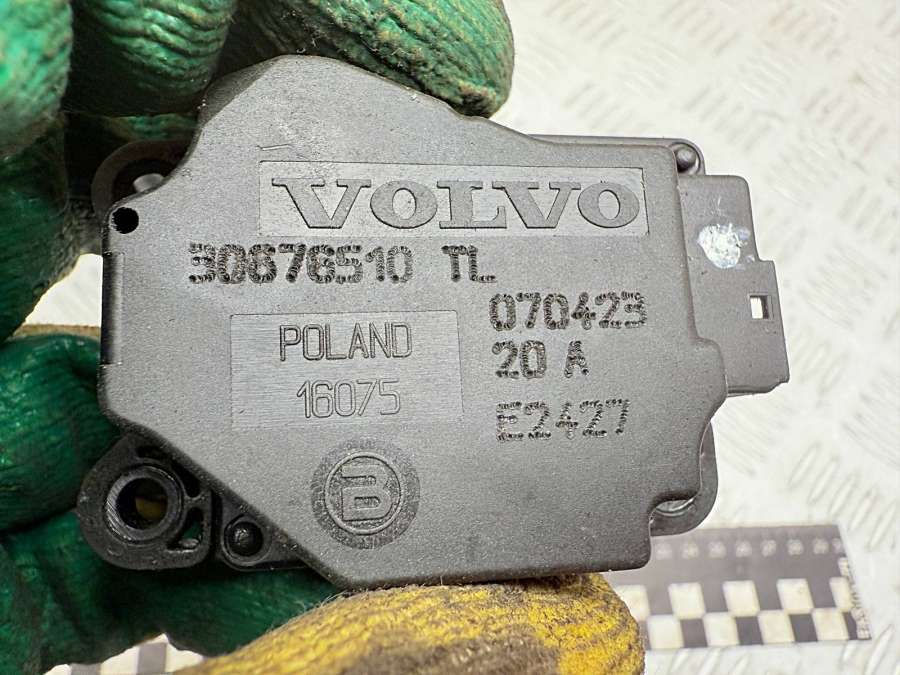 VOLVO
30676510 TL
070423
POLAND
20 A
16075
E2427
B